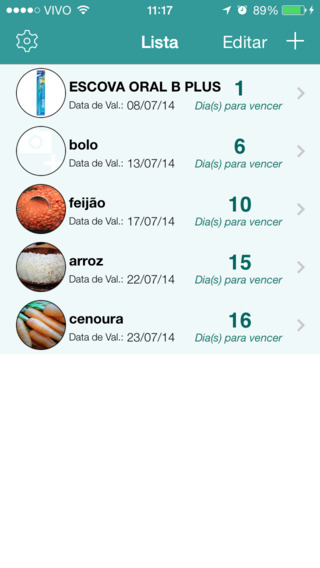 VIVO 11:17 89%
Lista Editar
ESCOVA ORAL B PLUS 1
Data de Val.: 08/07/14 Dia(s) para vencer
bolo 6
Data de Val.: 13/07/14 Dia(s) para vencer
feijão 10
Data de Val.: 17/07/14 Dia(s) para vencer
arroz 15
Data de Val.: 22/07/14 Dia(s) para vencer
cenoura 16
Data de Val.: 23/07/14 Dia(s) para vencer